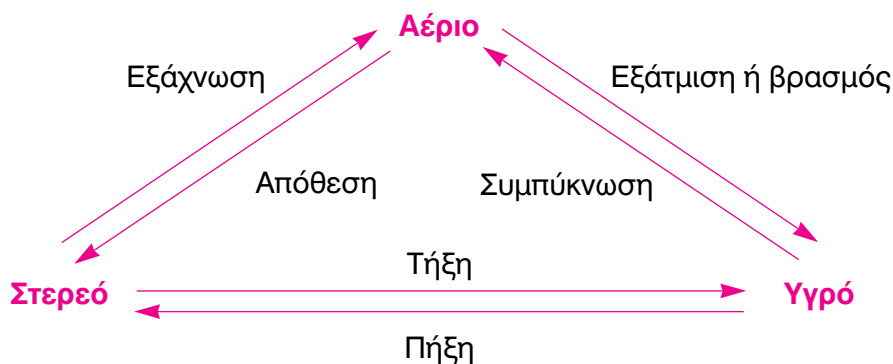 Αέριο
Εξάχνωση
Εξάτμιση ή βρασμός
Απόθεση
Συμπύκνωση
Τήξη
Στερεό
Υγρό
Πήξη